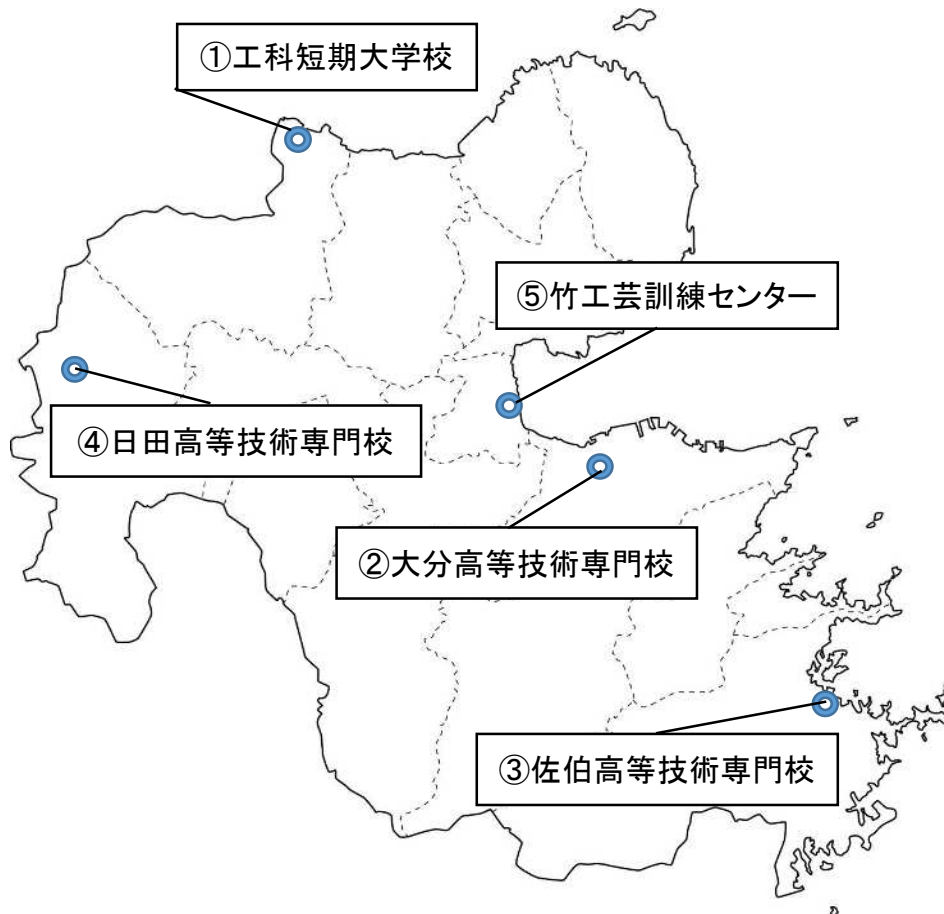 ①工科短期大学校
⑤竹工芸訓練センター
④日田高等技術専門校
②大分高等技術専門校
③佐伯高等技術専門校